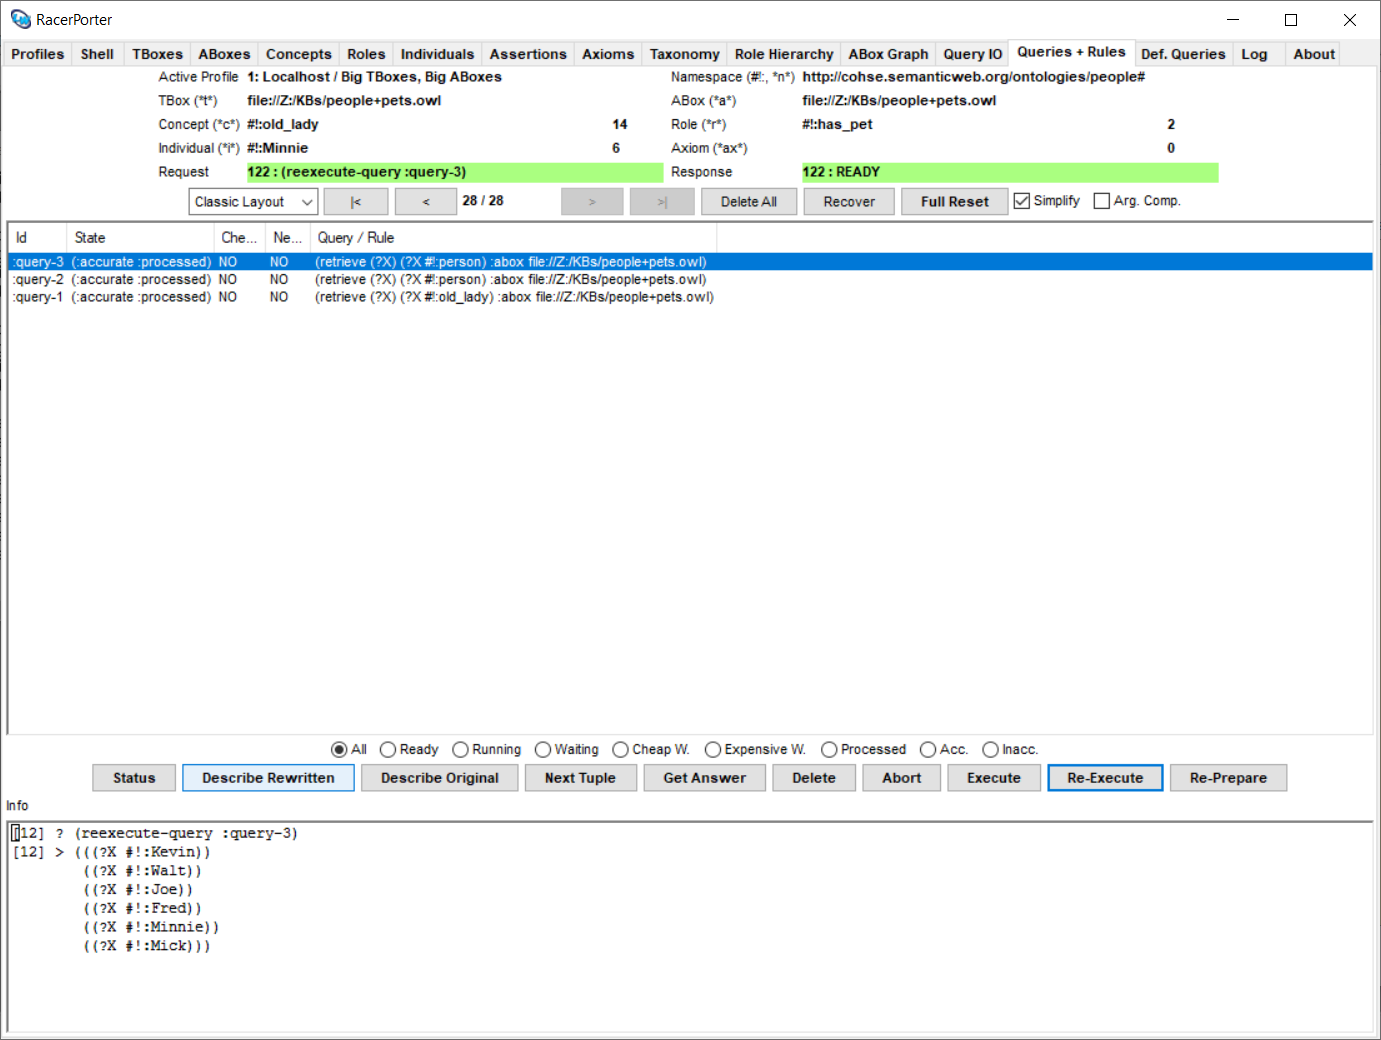 RacerPorter
Profiles Shell TBoxes ABoxes Concepts Roles Individuals Assertions Axioms Taxonomy Role Hierarchy ABox Graph Query IO Queries + Rules Def. Queries Log About
Active Profile 1: Localhost / Big TBoxes, Big ABoxes Namespace (#!:, *n*) http://cohse.semanticweb.org/ontologies/people#
TBox (*t*) file://Z:/KBs/people+pets.owl ABox (*a*) file://Z:/KBs/people+pets.owl
Concept (*c*) #!:old_lady 14 Role (*r*) #!:has_pet 2
Individual (*i*) #!:Minnie 6 Axiom (*ax*) 0
Request 122 : (reexecute-query :query-3) Response 122 : READY
Classic Layout |< < 28 / 28 > >| Delete All Recover Full Reset Simplify Arg. Comp.
Id State Che... Ne... Query / Rule
:query-3 (:accurate :processed) NO NO (retrieve (?X) (?X #!:person) :abox file://Z:/KBs/people+pets.owl)
:query-2 (:accurate :processed) NO NO (retrieve (?X) (?X #!:person) :abox file://Z:/KBs/people+pets.owl)
:query-1 (:accurate :processed) NO NO (retrieve (?X) (?X #!:old_lady) :abox file://Z:/KBs/people+pets.owl)
All Ready Running Waiting Cheap W. Expensive W. Processed Acc. Inacc.
Status Describe Rewritten Describe Original Next Tuple Get Answer Delete Abort Execute Re-Execute Re-Prepare
Info
[12] ? (reexecute-query :query-3)
[12] > (((?X #!:Kevin))
((?X #!:Walt))
((?X #!:Joe))
((?X #!:Fred))
((?X #!:Minnie))
((?X #!:Mick)))